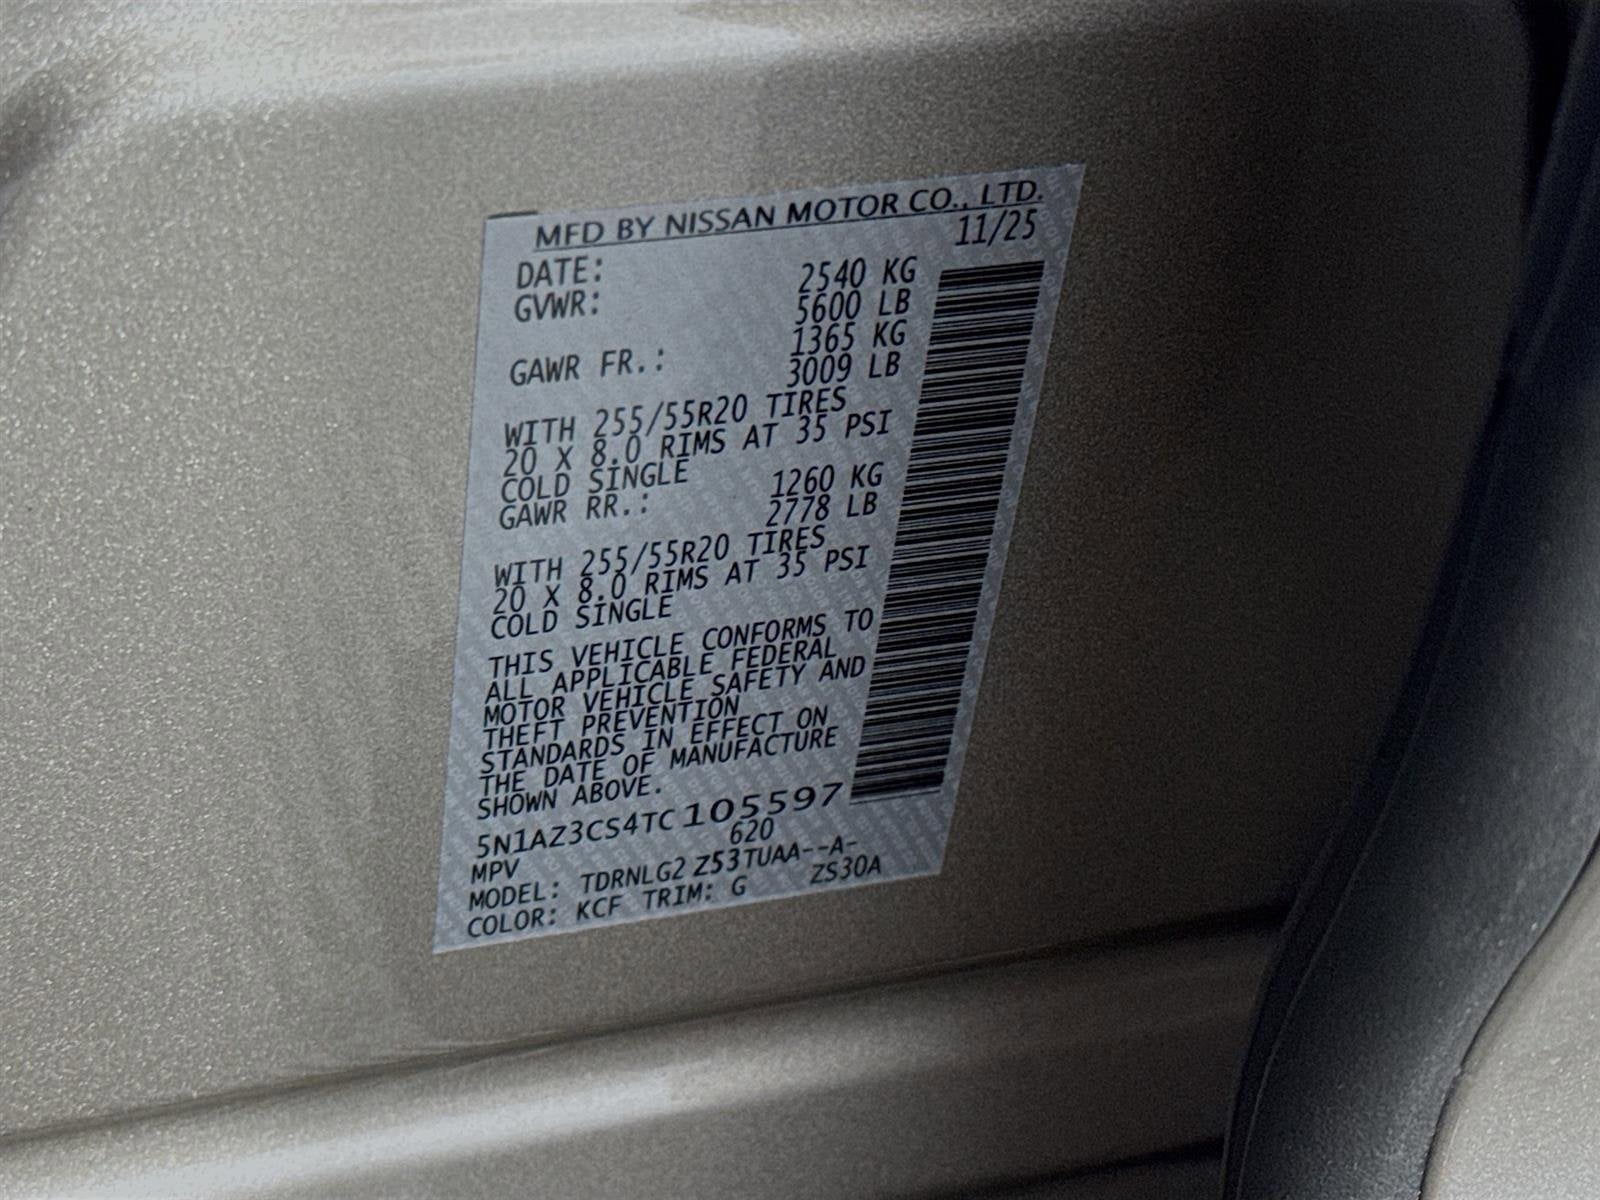 MFD BY NISSAN MOTOR CO., LTD.
DATE: 11/25
GVWR: 2540 KG
5600 LB
GAWR FR.: 1365 KG
3009 LB
WITH 255/55R20 TIRES
20 X 8.0 RIMS AT 35 PSI
COLD SINGLE
GAWR RR.: 1260 KG
2778 LB
WITH 255/55R20 TIRES
20 X 8.0 RIMS AT 35 PSI
COLD SINGLE
THIS VEHICLE CONFORMS TO
ALL APPLICABLE FEDERAL
MOTOR VEHICLE SAFETY AND
THEFT PREVENTION
STANDARDS IN EFFECT ON
THE DATE OF MANUFACTURE
SHOWN ABOVE.
5N1AZ3CS4TC105597
MPV 620
MODEL: TDRNLG2 Z53TUAA--A-
COLOR: KCF TRIM: G ZS30A